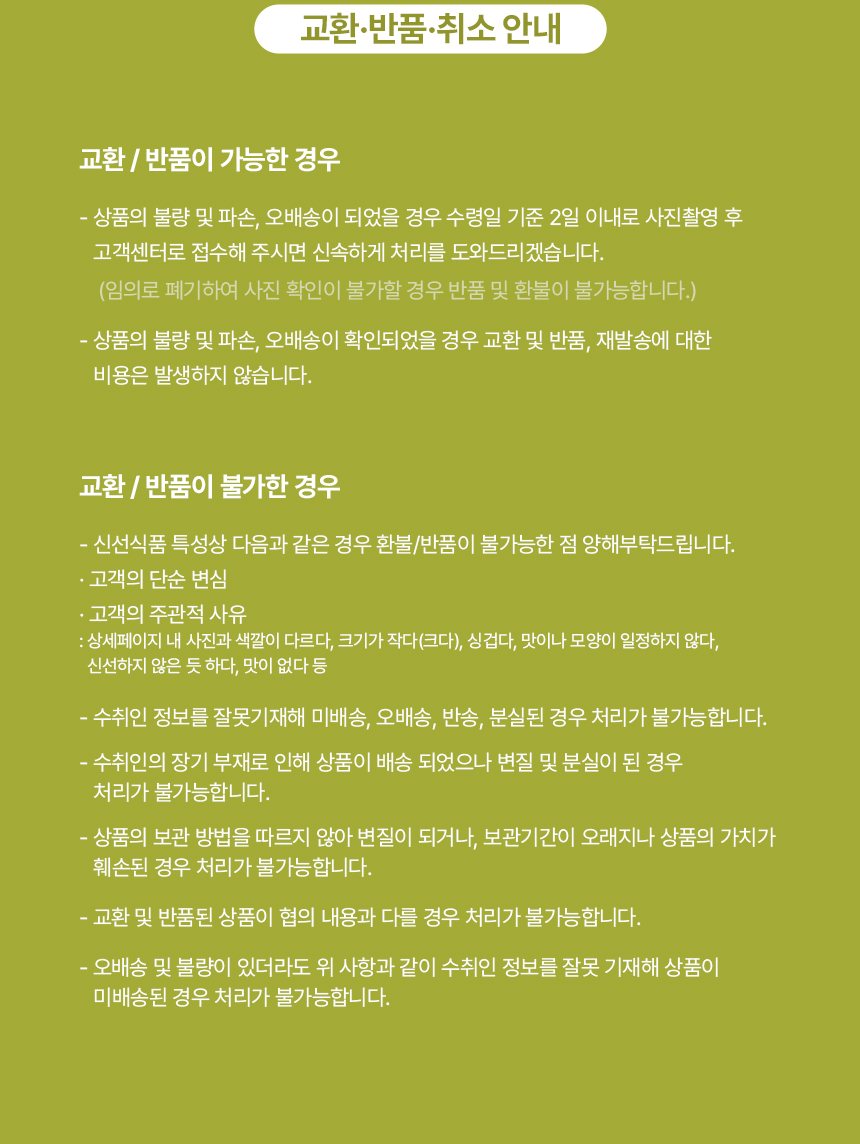 교환·반품·취소 안내
교환 / 반품이 가능한 경우
- 상품의 불량 및 파손, 오배송이 되었을 경우 수령일 기준 2일 이내로 사진촬영 후
고객센터로 접수해 주시면 신속하게 처리를 도와드리겠습니다.
(임의로 폐기하여 사진 확인이 불가할 경우 반품 및 환불이 불가능합니다.)
- 상품의 불량 및 파손, 오배송이 확인되었을 경우 교환 및 반품, 재발송에 대한
비용은 발생하지 않습니다.
교환 / 반품이 불가한 경우
- 신선식품 특성상 다음과 같은 경우 환불/반품이 불가능한 점 양해부탁드립니다.
· 고객의 단순 변심
· 고객의 주관적 사유
: 상세페이지 내 사진과 색깔이 다르다, 크기가 작다(크다), 싱겁다, 맛이나 모양이 일정하지 않다,
신선하지 않은 듯 하다, 맛이 없다 등
- 수취인 정보를 잘못기재해 미배송, 오배송, 반송, 분실된 경우 처리가 불가능합니다.
- 수취인의 장기 부재로 인해 상품이 배송 되었으나 변질 및 분실이 된 경우
처리가 불가능합니다.
- 상품의 보관 방법을 따르지 않아 변질이 되거나, 보관기간이 오래지나 상품의 가치가
훼손된 경우 처리가 불가능합니다.
- 교환 및 반품된 상품이 협의 내용과 다를 경우 처리가 불가능합니다.
- 오배송 및 불량이 있더라도 위 사항과 같이 수취인 정보를 잘못 기재해 상품이
미배송된 경우 처리가 불가능합니다.